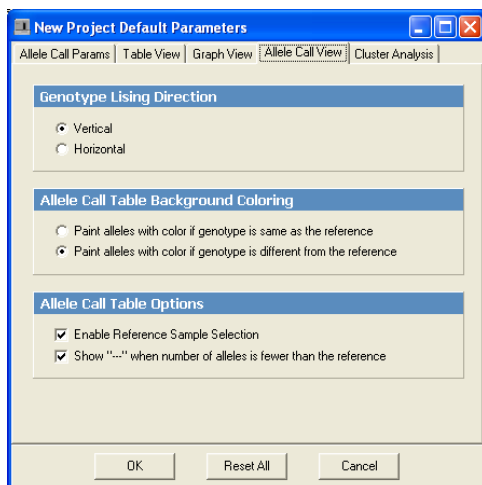 New Project Default Parameters
Allele Call Params Table View Graph View Allele Call View Cluster Analysis
Genotype Lising Direction
Vertical
Horizontal
Allele Call Table Background Coloring
Paint alleles with color if genotype is same as the reference
Paint alleles with color if genotype is different from the reference
Allele Call Table Options
Enable Reference Sample Selection
Show "---" when number of alleles is fewer than the reference
OK Reset All Cancel